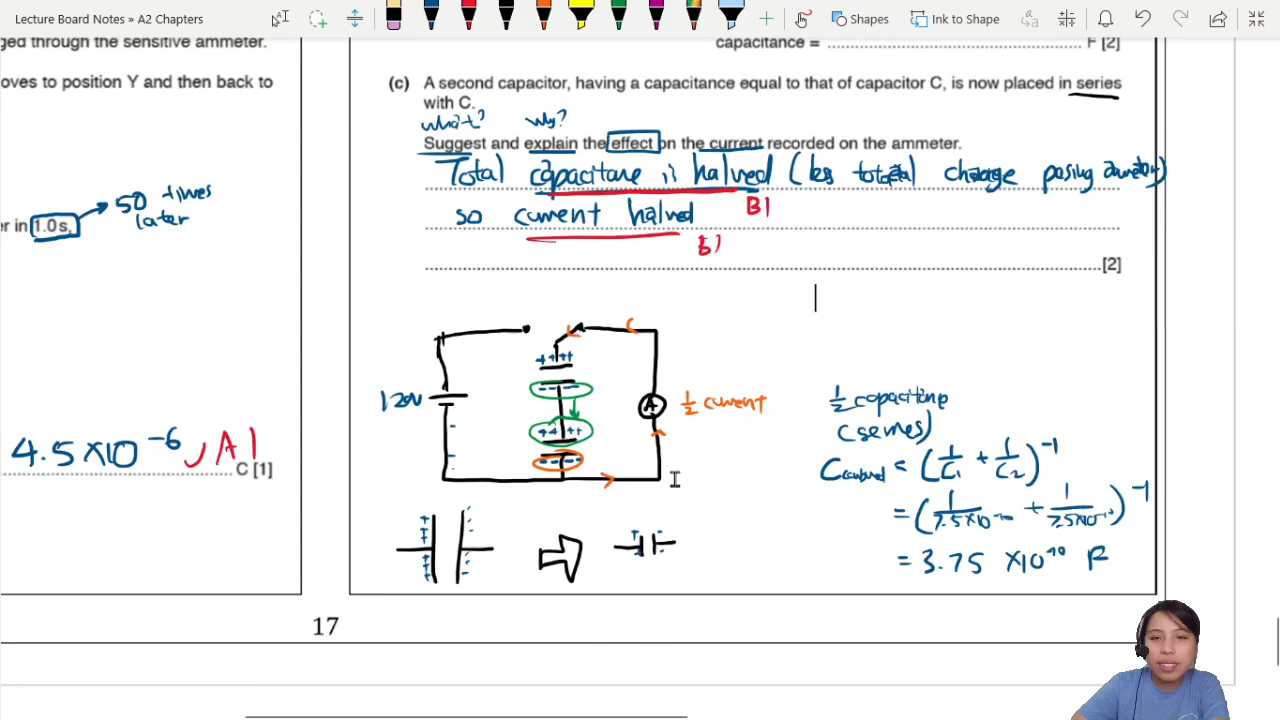 Lecture Board Notes » A2 Chapters
Shapes
Ink to Shape
ged through the sensitive ammeter.
oves to position Y and then back to
50 times
later
er in 1.0s,
4.5×10⁻⁶ A1
C [1]
capacitance = F [2]
(c) A second capacitor, having a capacitance equal to that of capacitor C, is now placed in series
with C.
what? why?
Suggest and explain the effect on the current recorded on the ammeter.
Total capacitance is halved (less total charge passing ammeter)
B1
so current halved
B1
[2]
120V
++++
----
++++
----
A
½ current
½ capacitance
(series)
Ccombined = (1/C1 + 1/C2)⁻¹
= 3.75 ×10⁻¹⁰ F
17